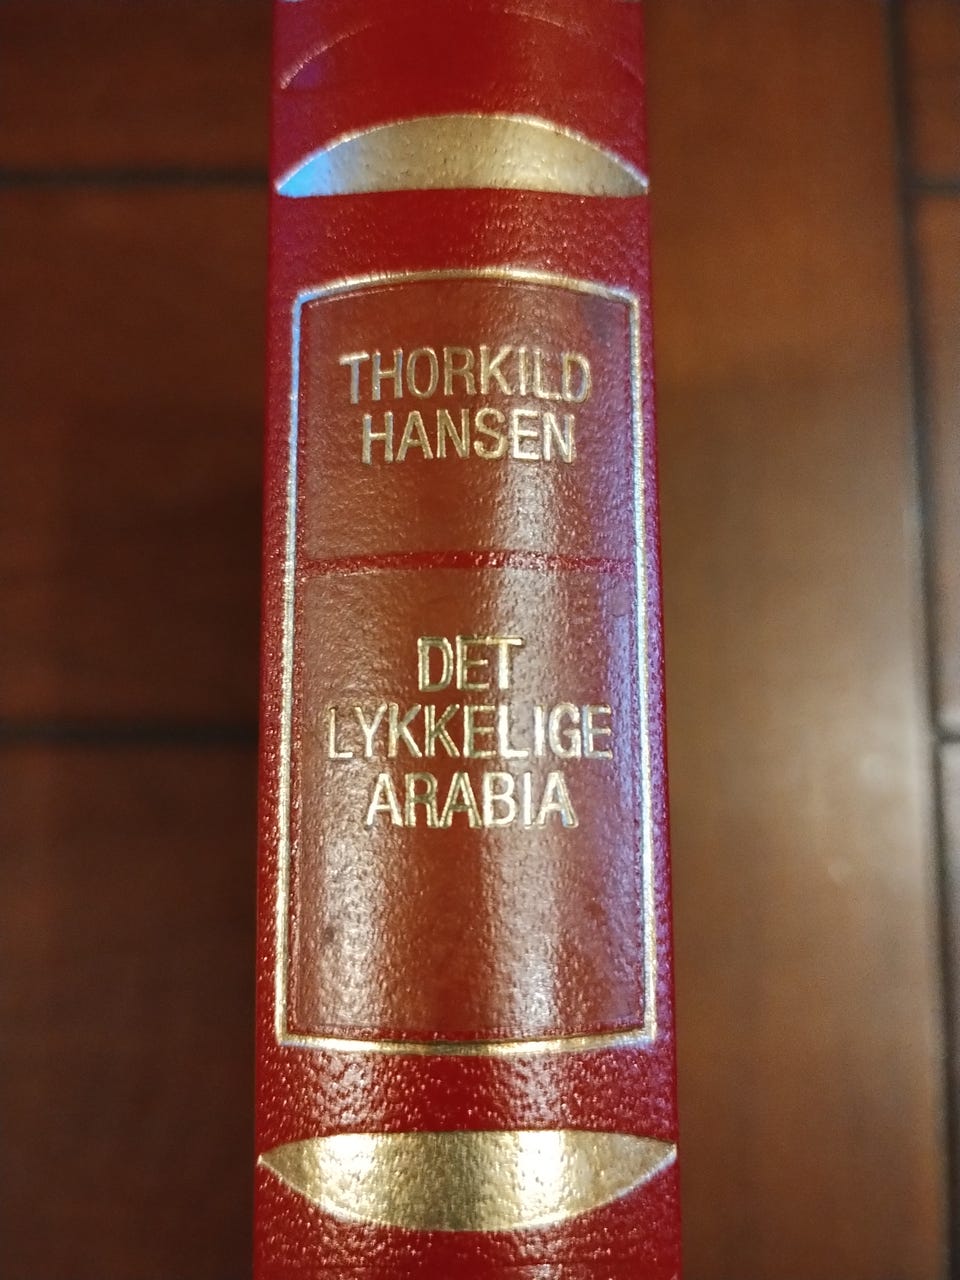 THORKILD
HANSEN
DET
LYKKELIGE
ARABIA